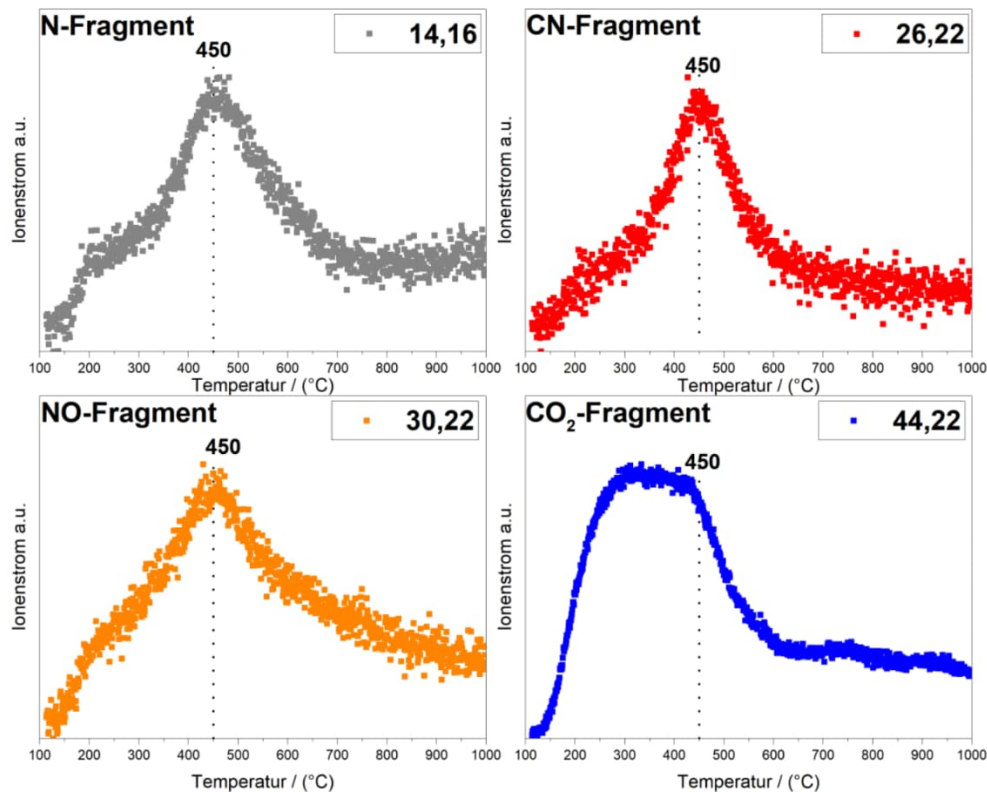 N-Fragment
14,16
450
Ionenstrom a.u.
100 200 300 400 500 600 700 800 900 1000
Temperatur / (°C)
CN-Fragment
26,22
450
Ionenstrom a.u.
100 200 300 400 500 600 700 800 900 1000
Temperatur / (°C)
NO-Fragment
30,22
450
Ionenstrom a.u.
100 200 300 400 500 600 700 800 900 1000
Temperatur / (°C)
CO₂-Fragment
44,22
450
Ionenstrom a.u.
100 200 300 400 500 600 700 800 900 1000
Temperatur / (°C)